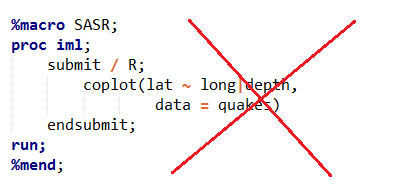 %macro SASR;
proc iml;
submit / R;
coplot(lat ~ long|depth,
data = quakes)
endsubmit;
run;
%mend;